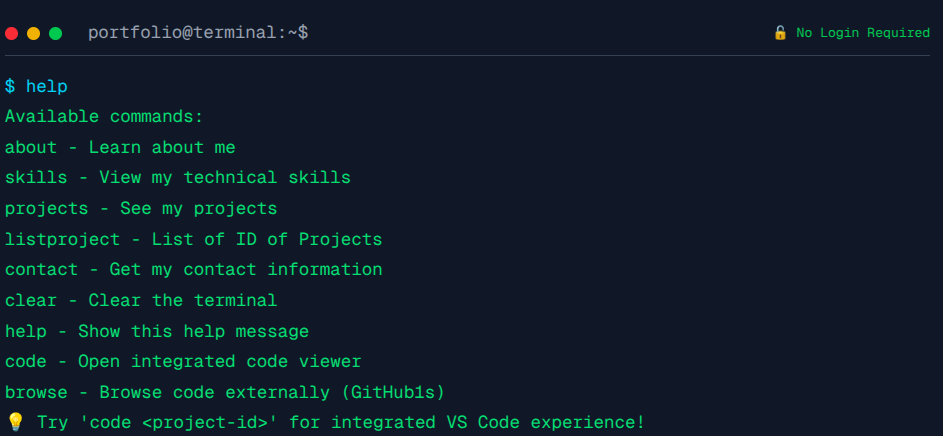 portfolio@terminal:~$
🔓 No Login Required
$ help
Available commands:
about - Learn about me
skills - View my technical skills
projects - See my projects
listproject - List of ID of Projects
contact - Get my contact information
clear - Clear the terminal
help - Show this help message
code - Open integrated code viewer
browse - Browse code externally (GitHub1s)
💡 Try 'code <project-id>' for integrated VS Code experience!